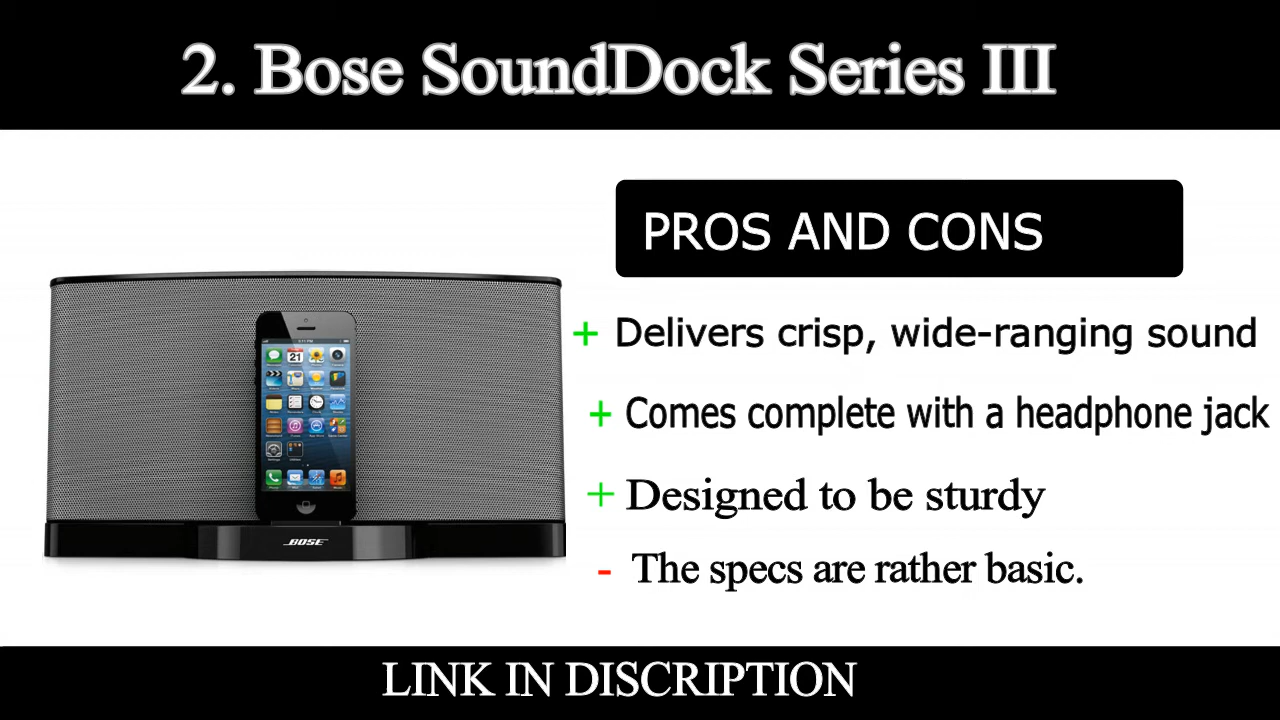 2. Bose SoundDock Series III
PROS AND CONS
+ Delivers crisp, wide-ranging sound
+ Comes complete with a headphone jack
+ Designed to be sturdy
- The specs are rather basic.
BOSE
LINK IN DISCRIPTION